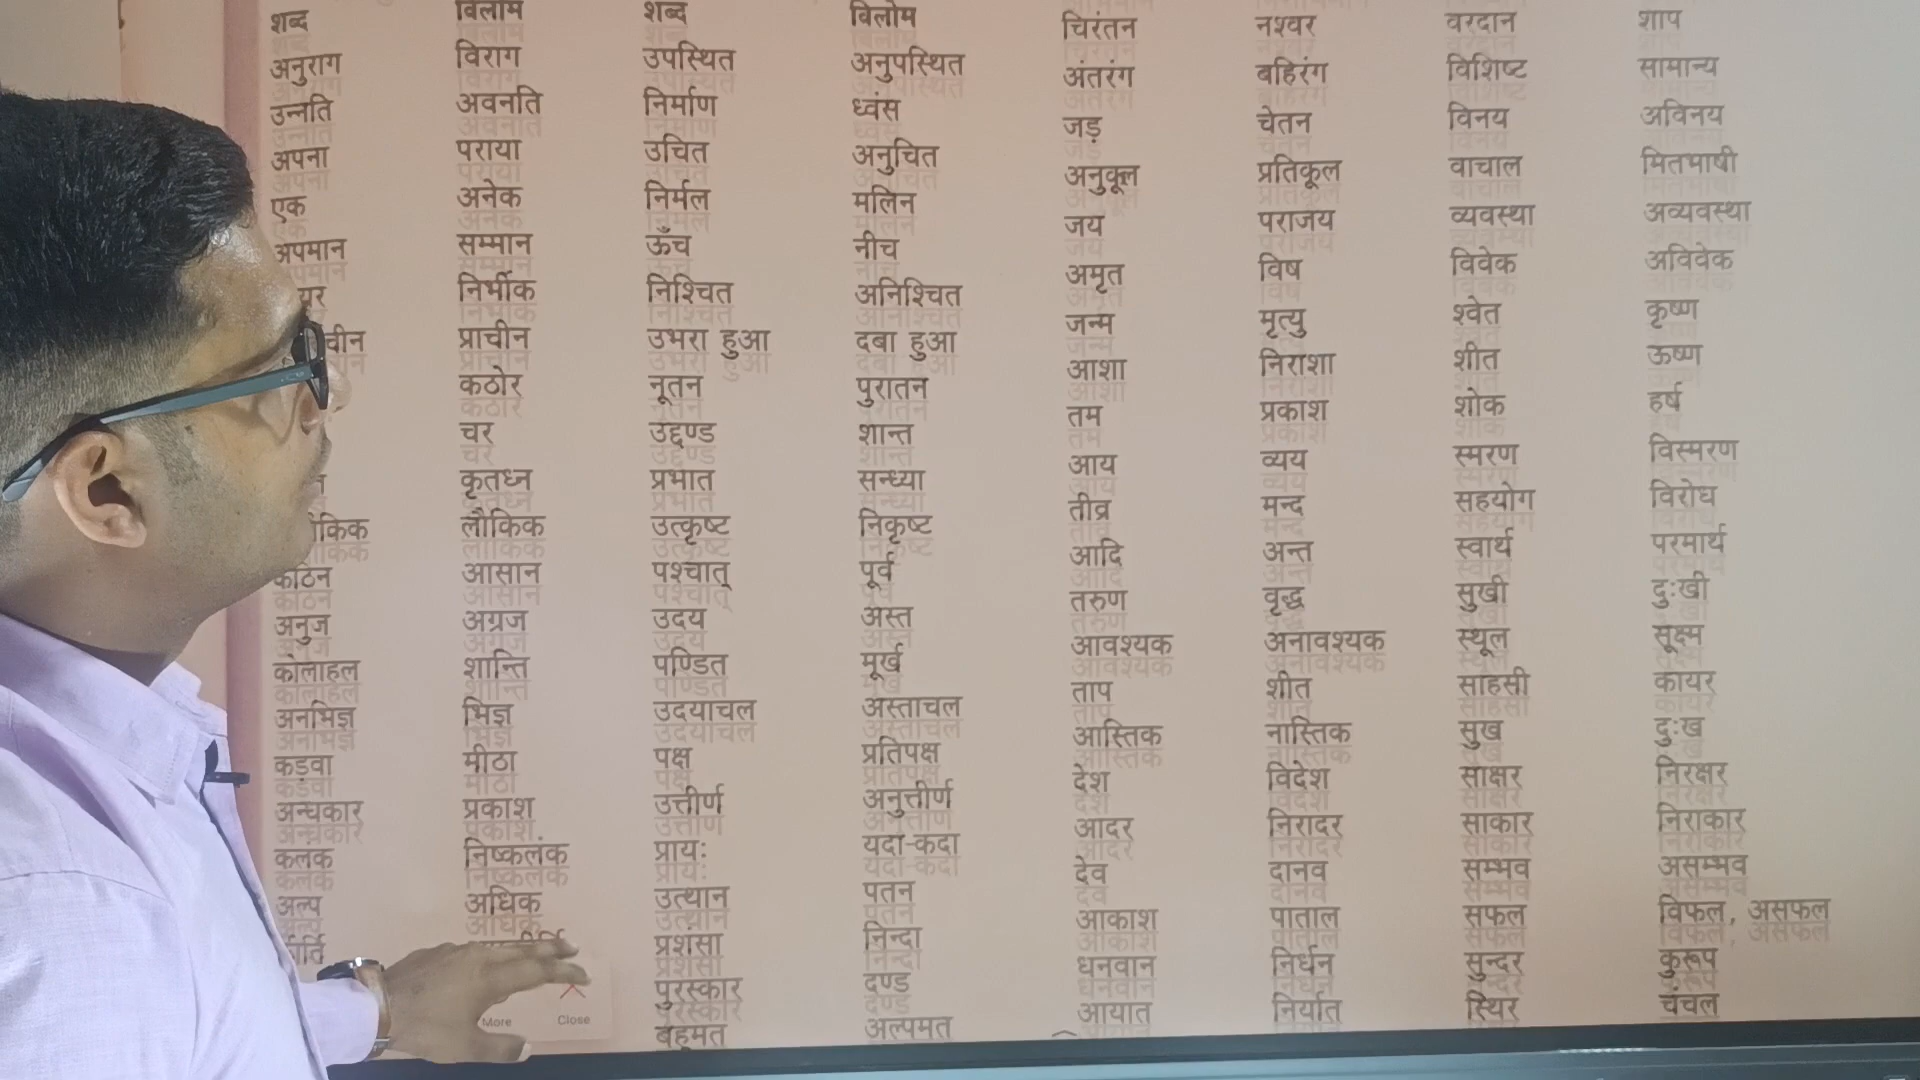 शब्द विलोम शब्द विलोम चिरंतन नश्वर वरदान शाप
अनुराग विराग उपस्थित अनुपस्थित अंतरंग बहिरंग विशिष्ट सामान्य
उन्नति अवनति निर्माण ध्वंस जड़ चेतन विनय अविनय
अपना पराया उचित अनुचित अनुकूल प्रतिकूल वाचाल मितभाषी
एक अनेक निर्मल मलिन जय पराजय व्यवस्था अव्यवस्था
अपमान सम्मान ऊँच नीच अमृत विष विवेक अविवेक
यर निर्भीक निश्चित अनिश्चित जन्म मृत्यु श्वेत कृष्ण
चीन प्राचीन उभरा हुआ दबा हुआ आशा निराशा शीत ऊष्ण
कठोर नूतन पुरातन तम प्रकाश शोक हर्ष
चर उद्दण्ड शान्त आय व्यय स्मरण विस्मरण
कृतध्न प्रभात सन्ध्या तीव्र मन्द सहयोग विरोध
किक लौकिक उत्कृष्ट निकृष्ट आदि अन्त स्वार्थ परमार्थ
कठिन आसान पश्चात् पूर्व तरुण वृद्ध सुखी दुःखी
अनुज अग्रज उदय अस्त आवश्यक अनावश्यक स्थूल सूक्ष्म
कोलाहल शान्ति पण्डित मूर्ख ताप शीत साहसी कायर
अनभिज्ञ भिज्ञ उदयाचल अस्ताचल आस्तिक नास्तिक सुख दुःख
कड़वा मीठा पक्ष प्रतिपक्ष देश विदेश साक्षर निरक्षर
अन्धकार प्रकाश उत्तीर्ण अनुत्तीर्ण आदर निरादर साकार निराकार
कलंक निष्कलंक प्रायः यदा-कदा देव दानव सम्भव असम्भव
अल्प अधिक उत्थान पतन आकाश पाताल सफल विफल, असफल
र्ति प्रशंसा निन्दा धनवान निर्धन सुन्दर कुरूप
पुरस्कार दण्ड आयात निर्यात स्थिर चंचल
बहुमत अल्पमत
More Close